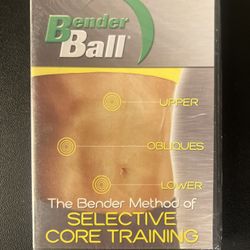 Bender
Ball®
UPPER
OBLIQUES
LOWER
The Bender Method of
SELECTIVE
CORE TRAINING